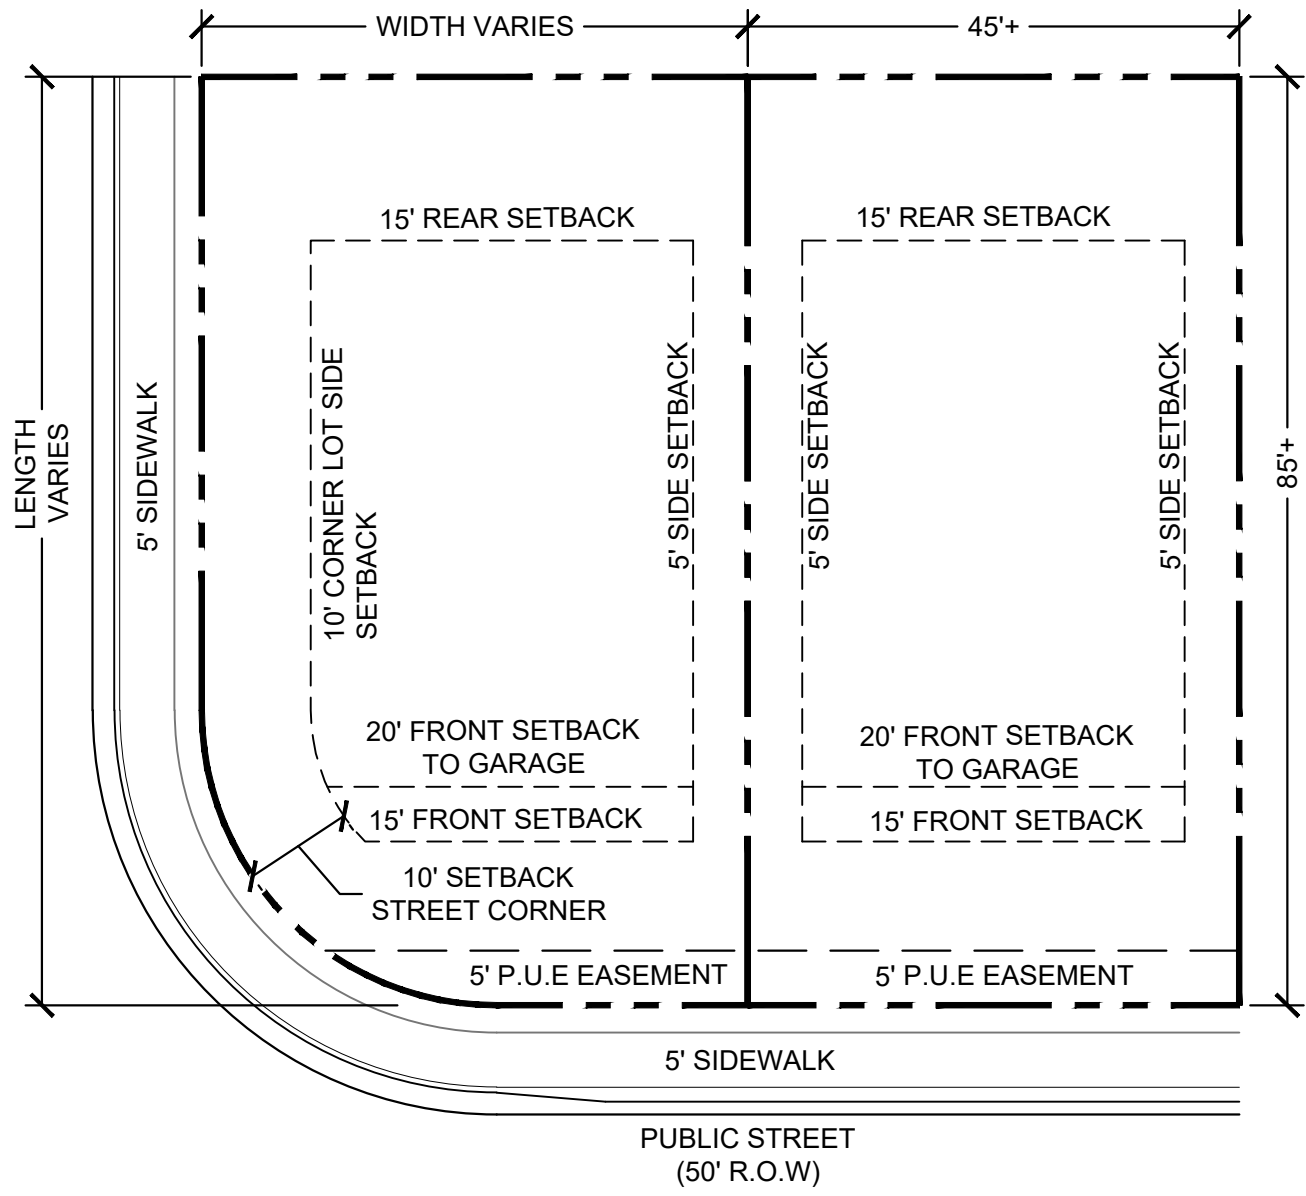 WIDTH VARIES
45'+
15' REAR SETBACK
15' REAR SETBACK
LENGTH
VARIES
5' SIDEWALK
10' CORNER LOT SIDE
SETBACK
5' SIDE SETBACK
5' SIDE SETBACK
5' SIDE SETBACK
85'+
20' FRONT SETBACK
TO GARAGE
20' FRONT SETBACK
TO GARAGE
15' FRONT SETBACK
15' FRONT SETBACK
10' SETBACK
STREET CORNER
5' P.U.E EASEMENT
5' P.U.E EASEMENT
5' SIDEWALK
PUBLIC STREET
(50' R.O.W)